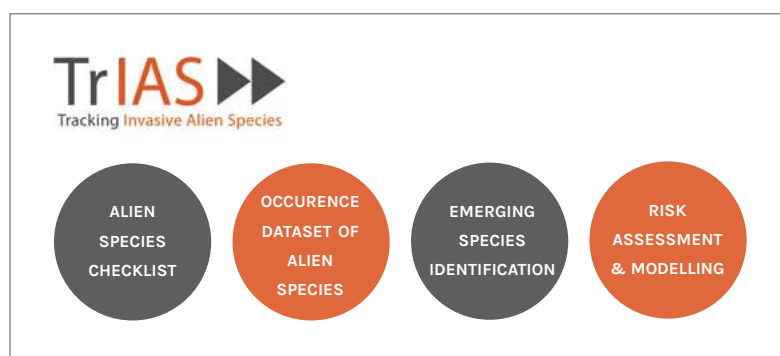 TrIAS
Tracking Invasive Alien Species
ALIEN
SPECIES
CHECKLIST
OCCURENCE
DATASET OF
ALIEN
SPECIES
EMERGING
SPECIES
IDENTIFICATION
RISK
ASSESSMENT
& MODELLING